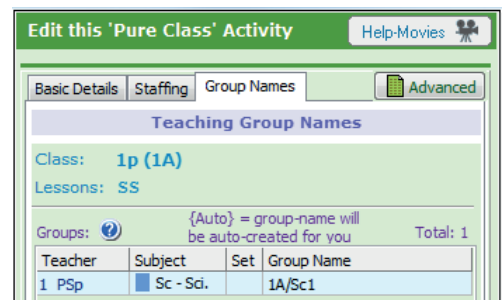 Edit this 'Pure Class' Activity
Help-Movies
Basic Details Staffing Group Names Advanced
Teaching Group Names
Class: 1p (1A)
Lessons: SS
Groups: {Auto} = group-name will be auto-created for you Total: 1
Teacher Subject Set Group Name
1 PSp Sc - Sci. 1A/Sc1